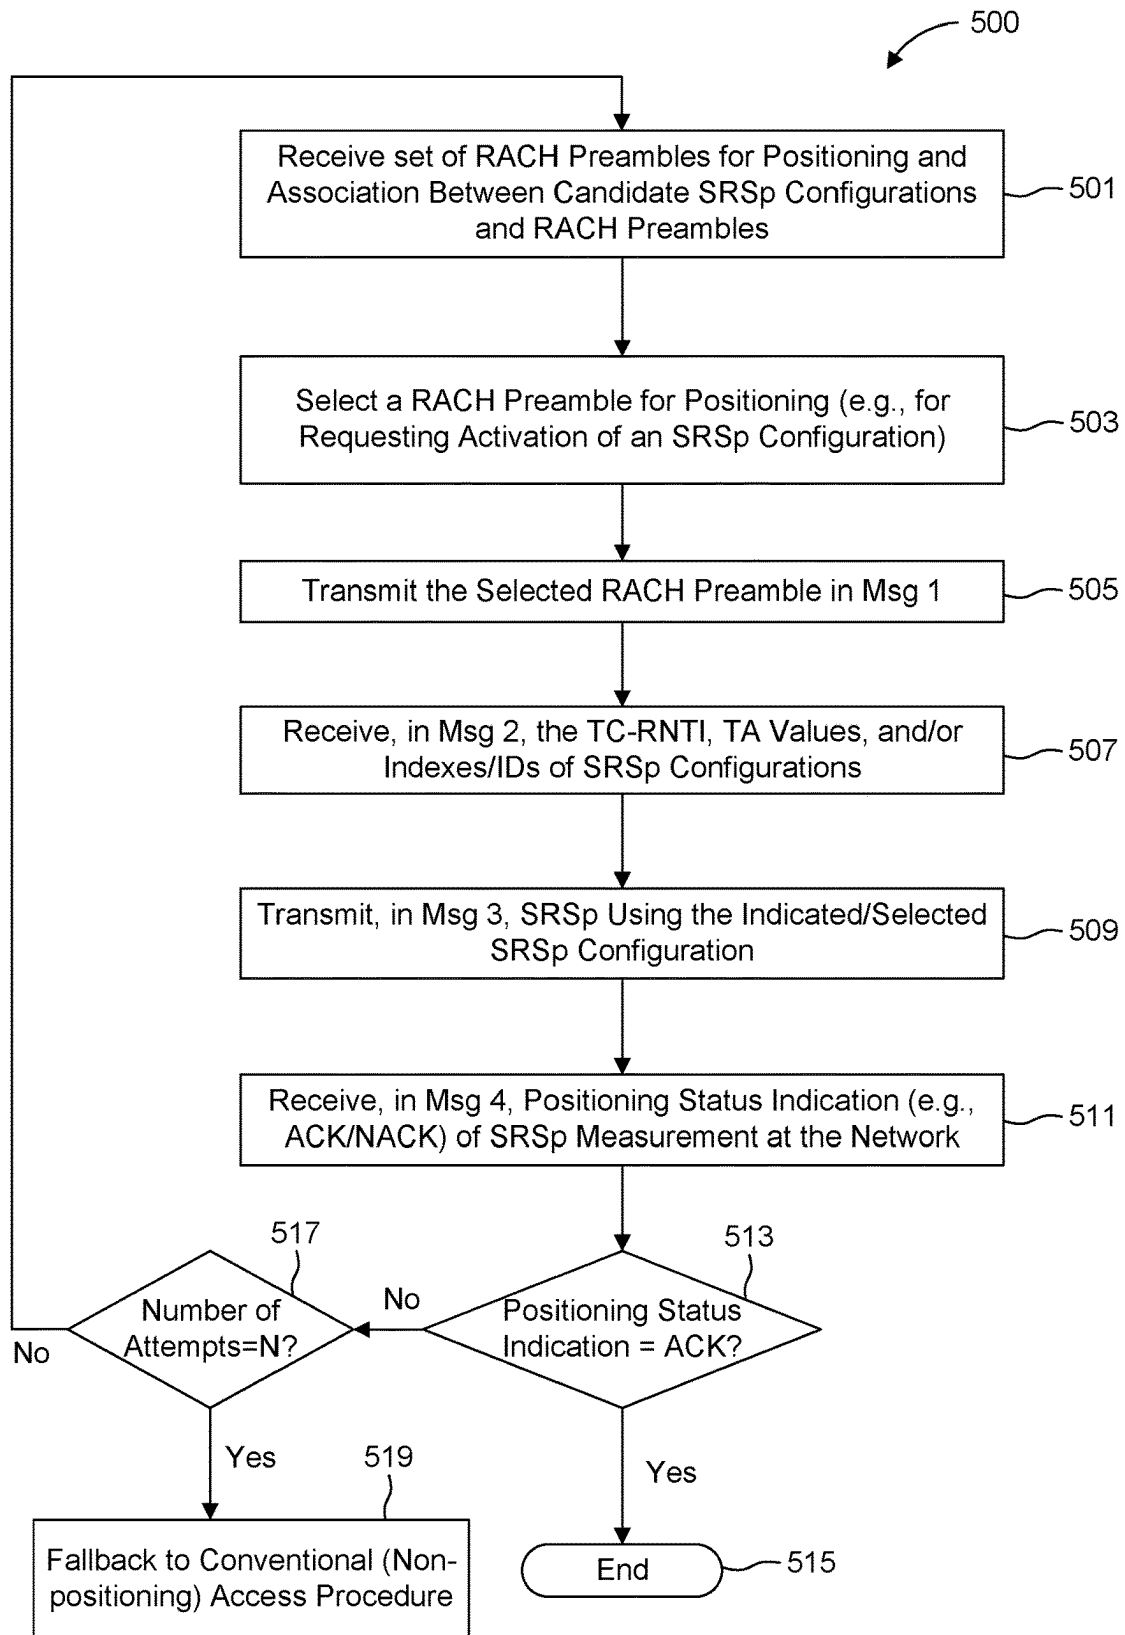 500
Receive set of RACH Preambles for Positioning and
Association Between Candidate SRSp Configurations
and RACH Preambles
501
Select a RACH Preamble for Positioning (e.g., for
Requesting Activation of an SRSp Configuration)
503
Transmit the Selected RACH Preamble in Msg 1
505
Receive, in Msg 2, the TC-RNTI, TA Values, and/or
Indexes/IDs of SRSp Configurations
507
Transmit, in Msg 3, SRSp Using the Indicated/Selected
SRSp Configuration
509
Receive, in Msg 4, Positioning Status Indication (e.g.,
ACK/NACK) of SRSp Measurement at the Network
511
513
Positioning Status
Indication = ACK?
No
517
Number of
Attempts=N?
No
Yes
Yes
519
Fallback to Conventional (Non-
positioning) Access Procedure
End
515